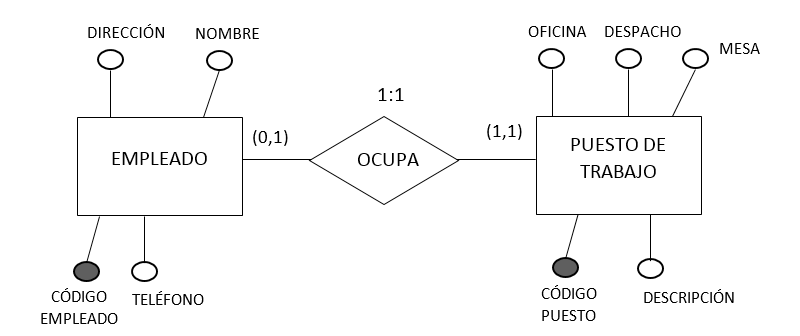 DIRECCIÓN
NOMBRE
OFICINA
DESPACHO
MESA
1:1
(0,1)
(1,1)
EMPLEADO
OCUPA
PUESTO DE
TRABAJO
CÓDIGO
EMPLEADO
TELÉFONO
CÓDIGO
PUESTO
DESCRIPCIÓN